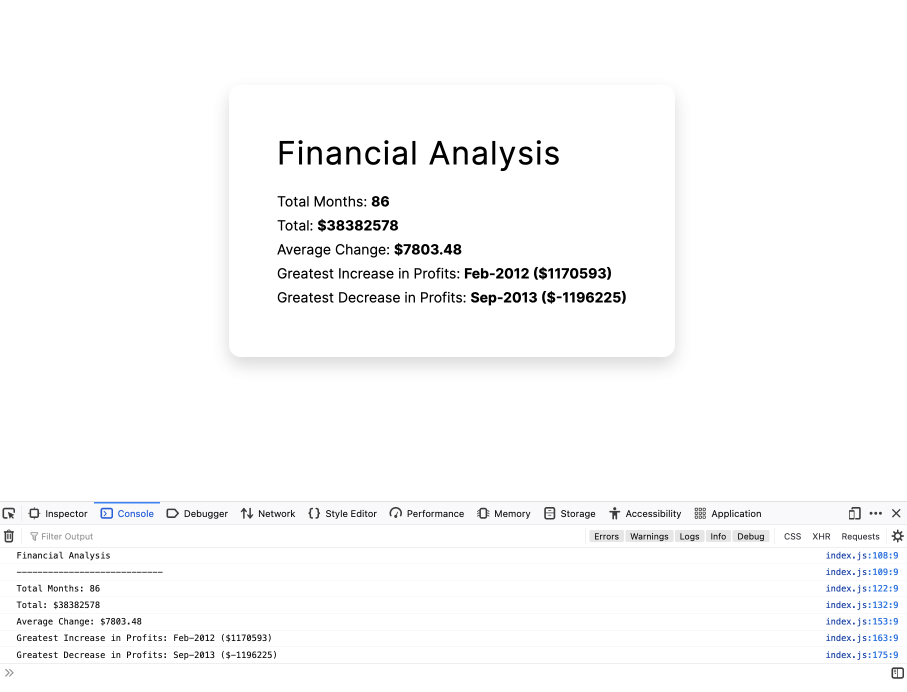 Financial Analysis
Total Months: 86
Total: $38382578
Average Change: $7803.48
Greatest Increase in Profits: Feb-2012 ($1170593)
Greatest Decrease in Profits: Sep-2013 ($-1196225)
Inspector Console Debugger Network Style Editor Performance Memory Storage Accessibility Application
Filter Output Errors Warnings Logs Info Debug CSS XHR Requests
Financial Analysis index.js:108:9
---------------------------- index.js:109:9
Total Months: 86 index.js:122:9
Total: $38382578 index.js:132:9
Average Change: $7803.48 index.js:153:9
Greatest Increase in Profits: Feb-2012 ($1170593) index.js:163:9
Greatest Decrease in Profits: Sep-2013 ($-1196225) index.js:175:9